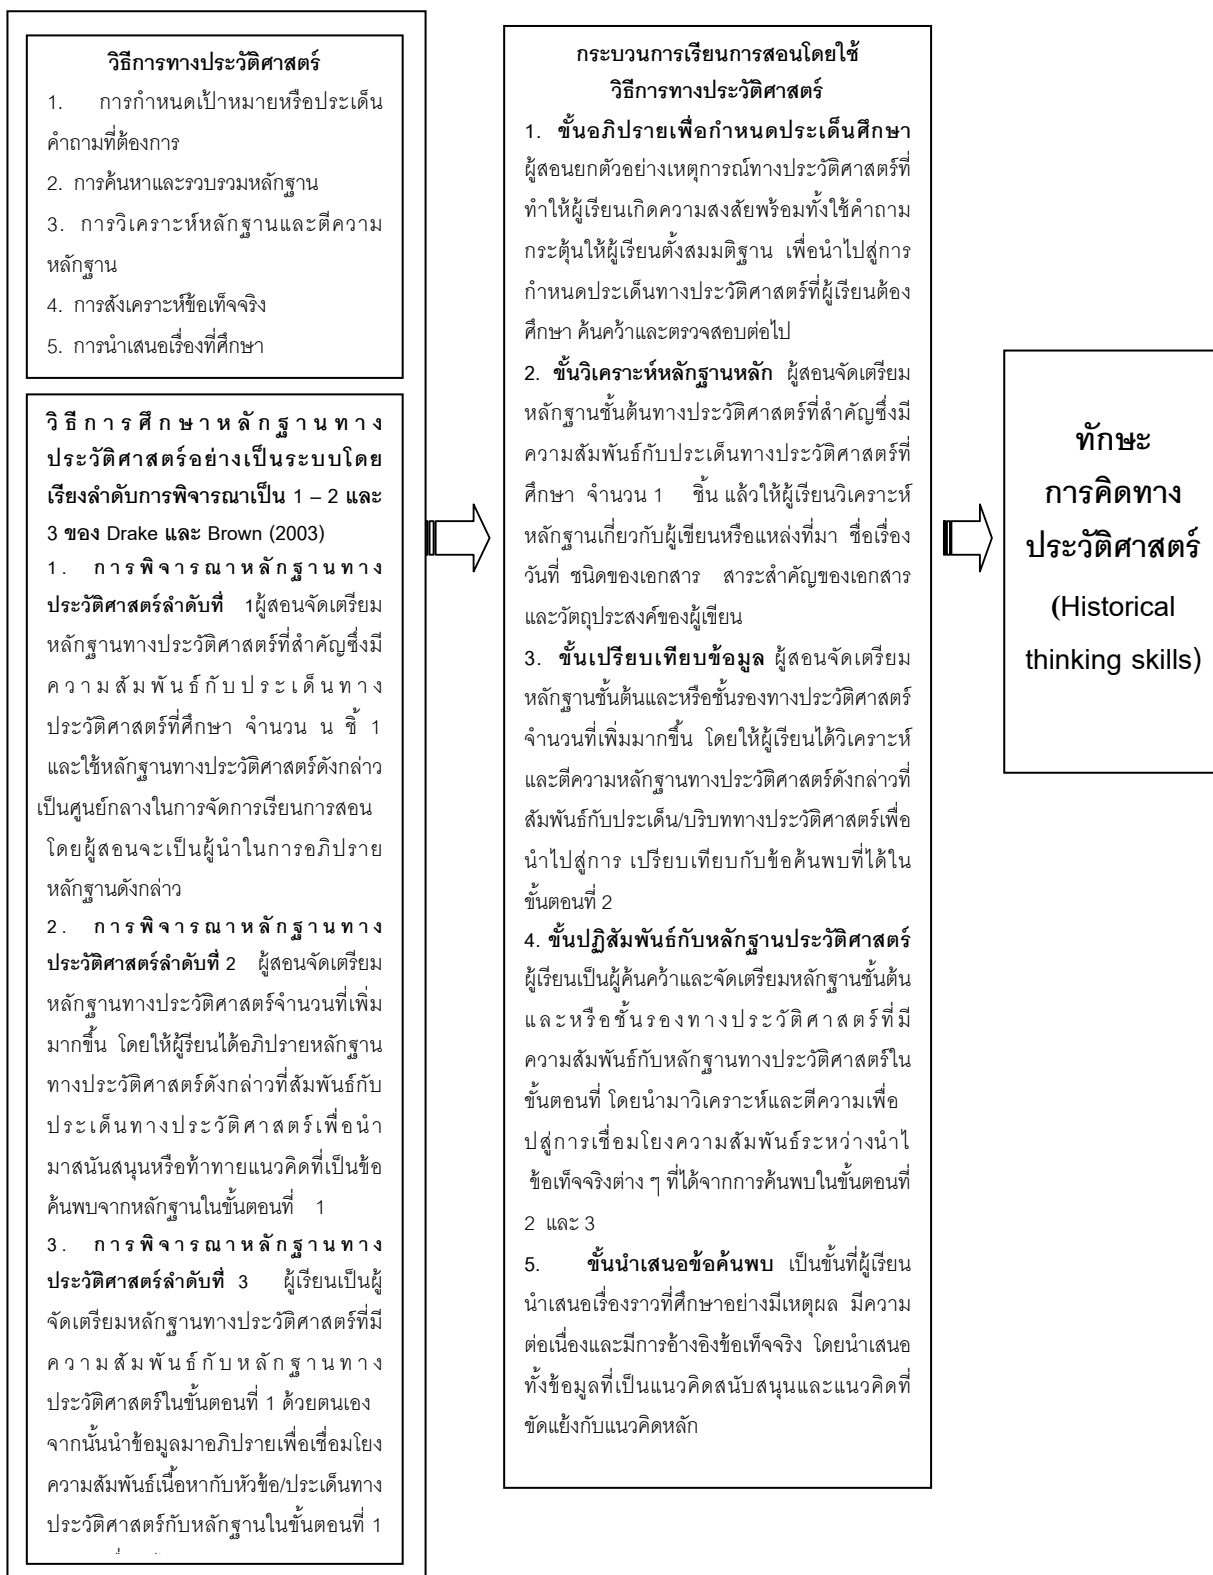 วิธีการทางประวัติศาสตร์
1. การกำหนดเป้าหมายหรือประเด็น
คำถามที่ต้องการ
2. การค้นหาและรวบรวมหลักฐาน
3. การวิเคราะห์หลักฐานและตีความ
หลักฐาน
4. การสังเคราะห์ข้อเท็จจริง
5. การนำเสนอเรื่องที่ศึกษา
วิธีการศึกษาหลักฐานทาง
ประวัติศาสตร์อย่างเป็นระบบโดย
เรียงลำดับการพิจารณาเป็น 1 – 2 และ
3 ของ Drake และ Brown (2003)
1. การพิจารณาหลักฐานทาง
ประวัติศาสตร์ลำดับที่ 1ผู้สอนจัดเตรียม
หลักฐานทางประวัติศาสตร์ที่สำคัญซึ่งมี
ความสัมพันธ์กับประเด็นทาง
ประวัติศาสตร์ที่ศึกษา จำนวน น ชิ้ 1
และใช้หลักฐานทางประวัติศาสตร์ดังกล่าว
เป็นศูนย์กลางในการจัดการเรียนการสอน
โดยผู้สอนจะเป็นผู้นำในการอภิปราย
หลักฐานดังกล่าว
2. การพิจารณาหลักฐานทาง
ประวัติศาสตร์ลำดับที่ 2 ผู้สอนจัดเตรียม
หลักฐานทางประวัติศาสตร์จำนวนที่เพิ่ม
มากขึ้น โดยให้ผู้รียนได้อภิปรายหลักฐาน
ทางประวัติศาสตร์ดังกล่าวที่สัมพันธ์กับ
ประเด็นทางประวัติศาสตร์เพื่อนำ
มาสนันสนุนหรือท้าทายแนวคิดที่เป็นข้อ
ค้นพบจากหลักฐานในขั้นตอนที่ 1
3. การพิจารณาหลักฐานทาง
ประวัติศาสตร์ลำดับที่ 3 ผู้เรียนเป็นผู้
จัดเตรียมหลักฐานทางประวัติศาสตร์ที่มี
ความสัมพันธ์กับหลักฐานทาง
ประวัติศาสตร์ในขั้นตอนที่ 1 ด้วยตนเอง
จากนั้นนำข้อมูลมาอภิปรายเพื่อเชื่อมโยง
ความสัมพันธ์เนื้อหากับหัวข้อ/ประเด็นทาง
ประวัติศาสตร์กับหลักฐานในขั้นตอนที่ 1
กระบวนการเรียนการสอนโดยใช้
วิธีการทางประวัติศาสตร์
1. ขั้นอภิปรายเพื่อกำหนดประเด็นศึกษา
ผู้สอนยกตัวอย่างเหตุการณ์ทางประวัติศาสตร์ที่
ทำให้ผู้เรียนเกิดความสงสัยพร้อมทั้งใช้คำถาม
กระตุ้นให้ผู้เรียนตั้งสมมติฐาน เพื่อนำไปสู่การ
กำหนดประเด็นทางประวัติศาสตร์ที่ผู้เรียนต้อง
ศึกษา ค้นคว้าและตรวจสอบต่อไป
2. ขั้นวิเคราะห์หลักฐานหลัก ผู้สอนจัดเตรียม
หลักฐานชั้นต้นทางประวัติศาสตร์ที่สำคัญซึ่งมี
ความสัมพันธ์กับประเด็นทางประวัติศาสตร์ที่
ศึกษา จำนวน 1 ชิ้น แล้วให้ผู้เรียนวิเคราะห์
หลักฐานเกี่ยวกับผู้เขียนหรือแหล่งที่มา ชื่อเรื่อง
วันที่ ชนิดของเอกสาร สาระสำคัญของเอกสาร
และวัตถุประสงค์ของผู้เขียน
3. ขั้นเปรียบเทียบข้อมูล ผู้สอนจัดเตรียม
หลักฐานชั้นต้นและหรือชั้นรองทางประวัติศาสตร์
จำนวนที่เพิ่มมากขึ้น โดยให้ผู้เรียนได้วิเคราะห์
และตีความหลักฐานทางประวัติศาสตร์ดังกล่าวที่
สัมพันธ์กับประเด็น/บริบททางประวัติศาสตร์เพื่อ
นำไปสู่การ เปรียบเทียบกับข้อค้นพบที่ได้ใน
ขั้นตอนที่ 2
4. ขั้นปฏิสัมพันธ์กับหลักฐานประวัติศาสตร์
ผู้เรียนเป็นผู้ค้นคว้าและจัดเตรียมหลักฐานชั้นต้น
และหรือชั้นรองทางประวัติศาสตร์ที่มี
ความสัมพันธ์กับหลักฐานทางประวัติศาสตร์ใน
ขั้นตอนที่ โดยนำมาวิเคราะห์และตีความเพื่อ
ปสู่การเชื่อมโยงความสัมพันธ์ระหว่างนำไ
ข้อเท็จจริงต่าง ๆ ที่ได้จากการค้นพบในขั้นตอนที่
2 และ 3
5. ขั้นนำเสนอข้อค้นพบ เป็นขั้นที่ผู้เรียน
นำเสนอเรื่องราวที่ศึกษาอย่างมีเหตุผล มีความ
ต่อเนื่องและมีการอ้างอิงข้อเท็จจริง โดยนำเสนอ
ทั้งข้อมูลที่เป็นแนวคิดสนับสนุนและแนวคิดที่
ขัดแย้งกับแนวคิดหลัก
ทักษะ
การคิดทาง
ประวัติศาสตร์
(Historical
thinking skills)